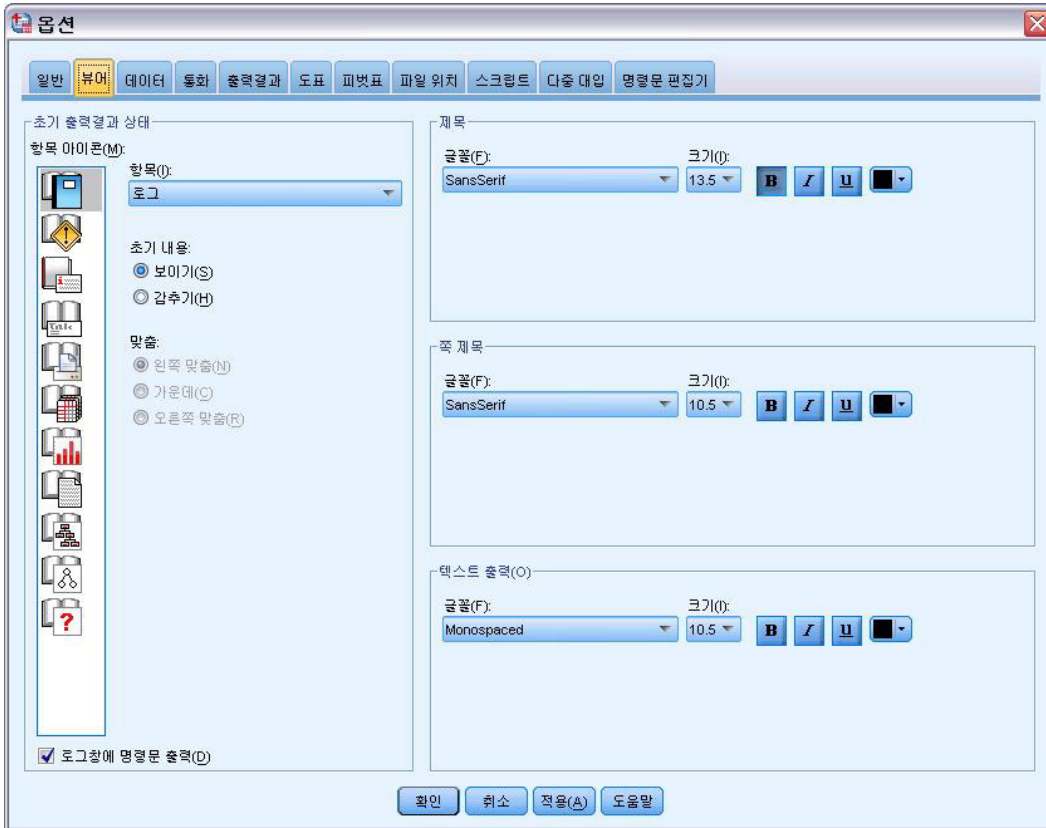 옵션
일반 뷰어 데이터 통화 출력결과 도표 피벗표 파일 위치 스크립트 다중 대입 명령문 편집기
초기 출력결과 상태
항목 아이콘(M):
항목(I):
로그
초기 내용:
보이기(S)
감추기(H)
맞춤:
왼쪽 맞춤(N)
가운데(C)
오른쪽 맞춤(R)
Title
로그창에 명령문 출력(D)
제목
글꼴(F): 크기(I):
SansSerif 13.5 B I U
쪽 제목
글꼴(F): 크기(I):
SansSerif 10.5 B I U
텍스트 출력(O)
글꼴(F): 크기(I):
Monospaced 10.5 B I U
확인 취소 적용(A) 도움말